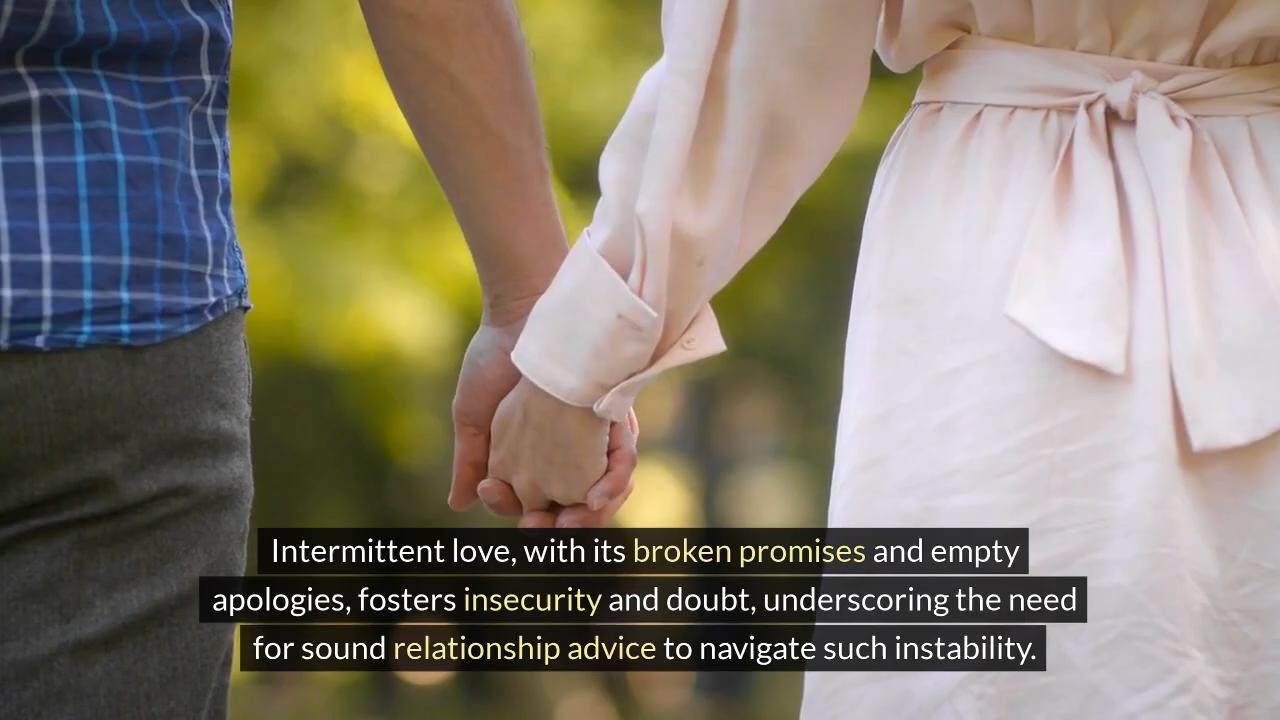 Intermittent love, with its broken promises and empty
apologies, fosters insecurity and doubt, underscoring the need
for sound relationship advice to navigate such instability.